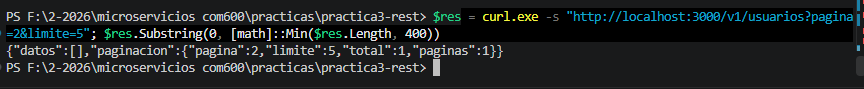 PS F:\2-2026\microservicios com600\practicas\practica3-rest> $res = curl.exe -s "http://localhost:3000/v1/usuarios?pagina
=2&limite=5"; $res.Substring(0, [math]::Min($res.Length, 400))
{"datos":[],"paginacion":{"pagina":2,"limite":5,"total":1,"paginas":1}}
PS F:\2-2026\microservicios com600\practicas\practica3-rest>